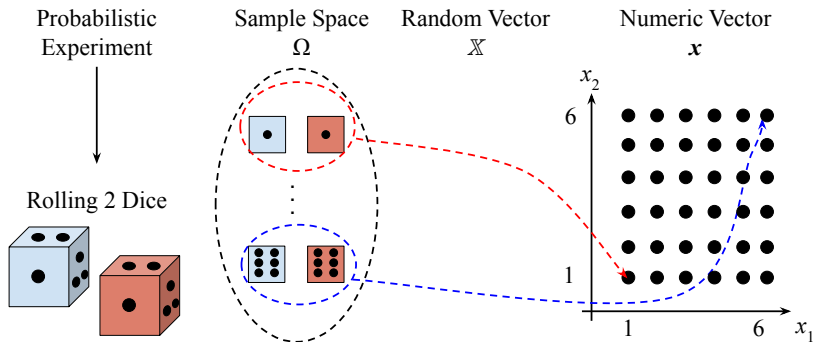 Probabilistic
Experiment
Sample Space
Ω
Random Vector
𝕏
Numeric Vector
x
Rolling 2 Dice
⋮
x₂
6
1
1
6
x₁